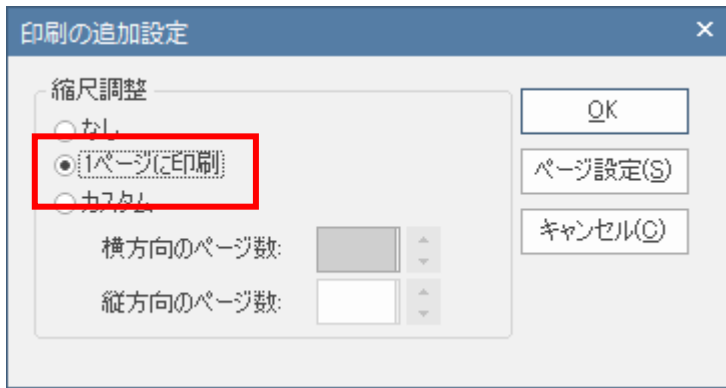 印刷の追加設定
縮尺調整
なし
1ページに印刷
カスタム
横方向のページ数:
縦方向のページ数:
OK
ページ設定(S)
キャンセル(C)